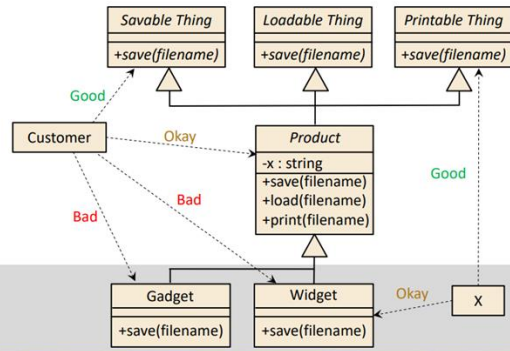 Savable Thing
+save(filename)
Loadable Thing
+save(filename)
Printable Thing
+save(filename)
Good
Customer
Okay
Product
-x : string
+save(filename)
+load(filename)
+print(filename)
Good
Bad
Bad
Gadget
+save(filename)
Widget
+save(filename)
Okay
X